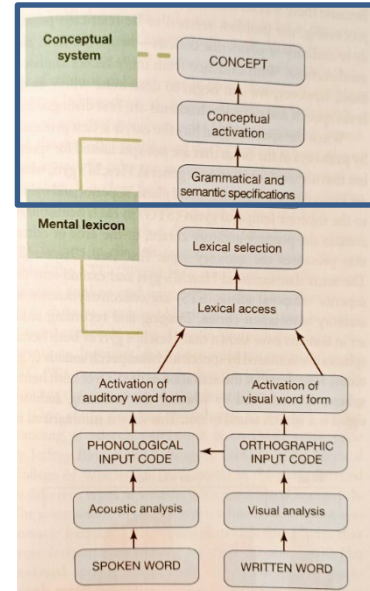 Conceptual
system
CONCEPT
Conceptual
activation
Grammatical and
semantic specifications
Mental lexicon
Lexical selection
Lexical access
Activation of
auditory word form
Activation of
visual word form
PHONOLOGICAL
INPUT CODE
ORTHOGRAPHIC
INPUT CODE
Acoustic analysis
Visual analysis
SPOKEN WORD
WRITTEN WORD